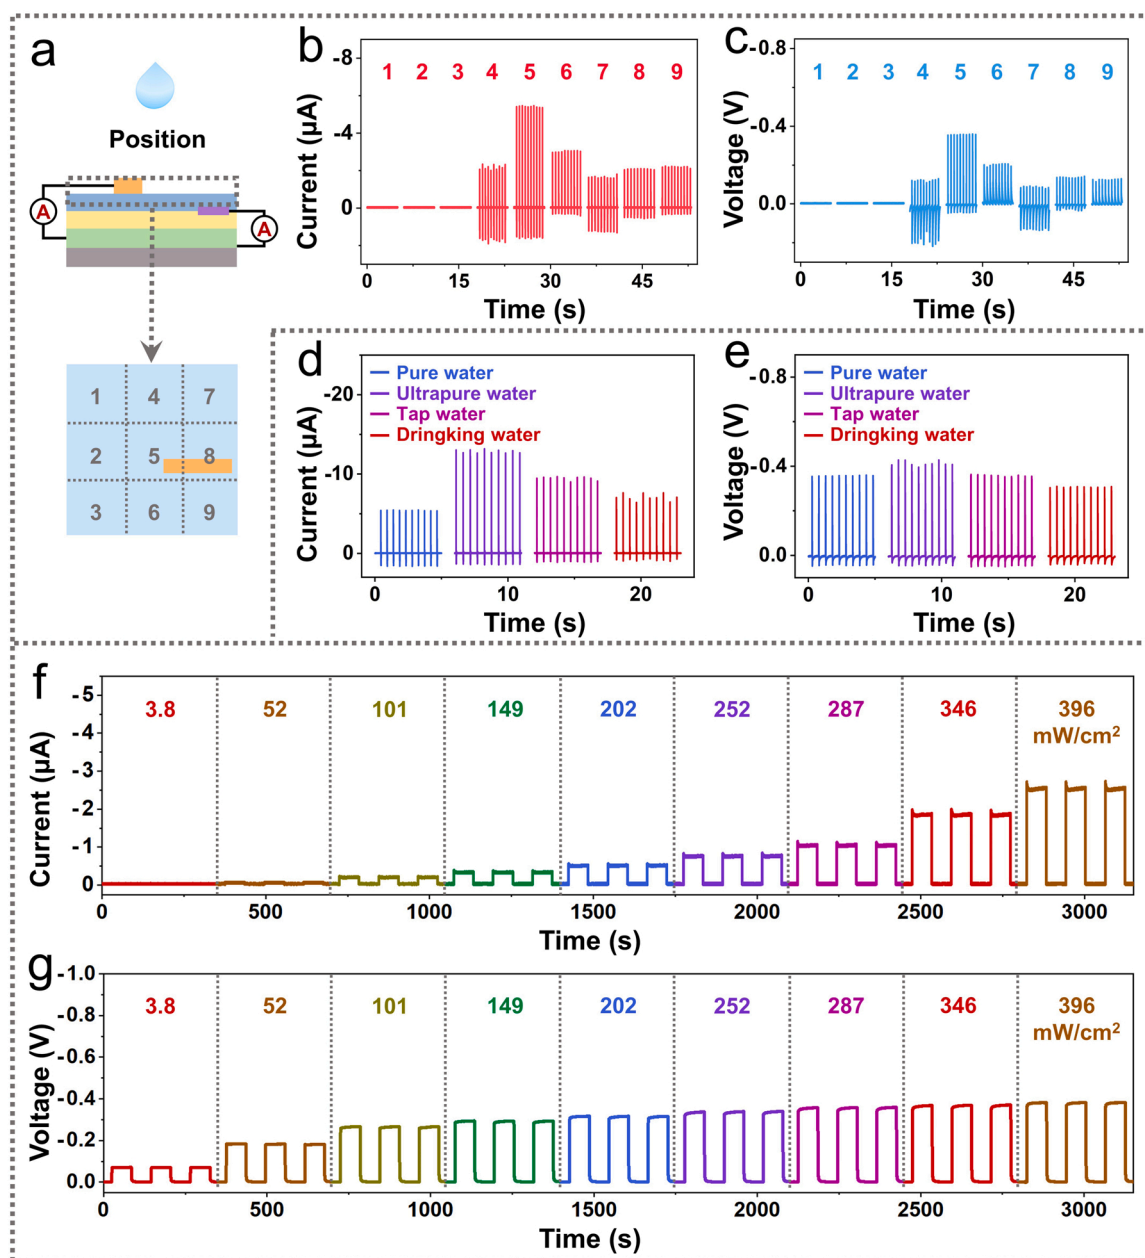 a
Position
A
A
1 4 7
2 5 8
3 6 9
b
Current (μA)
-8
-4
0
1 2 3 4 5 6 7 8 9
0 15 30 45
Time (s)
c
Voltage (V)
-0.8
-0.4
0.0
1 2 3 4 5 6 7 8 9
0 15 30 45
Time (s)
d
Current (μA)
-20
-10
0
Pure water
Ultrapure water
Tap water
Dringking water
0 10 20
Time (s)
e
Voltage (V)
-0.8
-0.4
0.0
Pure water
Ultrapure water
Tap water
Dringking water
0 10 20
Time (s)
f
Current (μA)
-5
-4
-3
-2
-1
0
3.8 52 101 149 202 252 287 346 396
mW/cm²
0 500 1000 1500 2000 2500 3000
Time (s)
g
Voltage (V)
-1.0
-0.8
-0.6
-0.4
-0.2
0.0
3.8 52 101 149 202 252 287 346 396
mW/cm²
0 500 1000 1500 2000 2500 3000
Time (s)